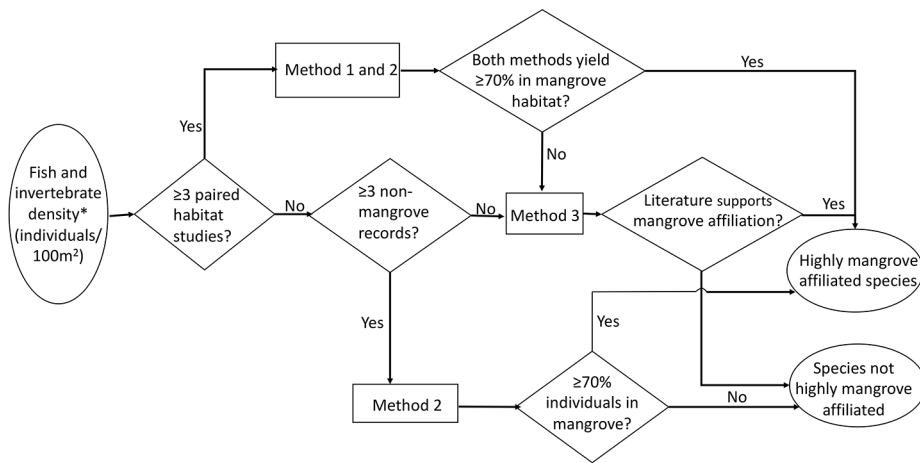 Fish and
invertebrate
density*
(individuals/
100m²)
≥3 paired
habitat
studies?
Yes
No
Method 1 and 2
Both methods yield
≥70% in mangrove
habitat?
Yes
No
≥3 non-
mangrove
records?
No
Yes
Method 3
Literature supports
mangrove affiliation?
Yes
Highly mangrove
affiliated species
Method 2
≥70%
individuals in
mangrove?
Yes
No
Species not
highly mangrove
affiliated